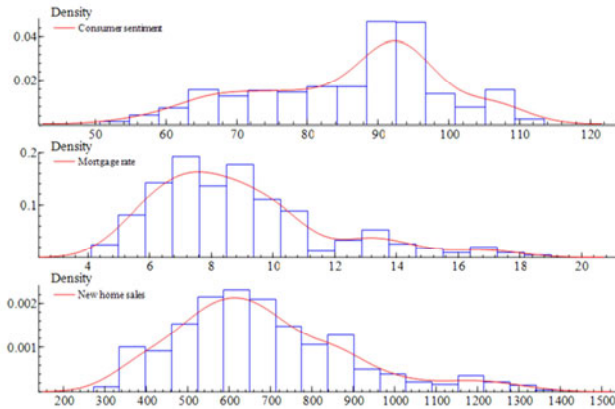 Density
Consumer sentiment
0.04
0.02
50 60 70 80 90 100 110 120
Density
Mortgage rate
0.2
0.1
4 6 8 10 12 14 16 18 20
Density
New home sales
0.002
0.001
200 300 400 500 600 700 800 900 1000 1100 1200 1300 1400 1500